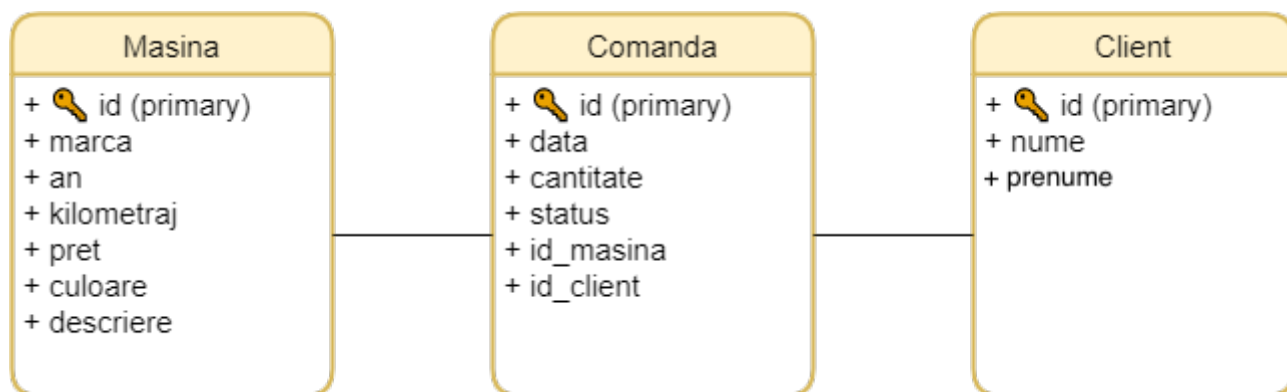 Masina
+ id (primary)
+ marca
+ an
+ kilometraj
+ pret
+ culoare
+ descriere
Comanda
+ id (primary)
+ data
+ cantitate
+ status
+ id_masina
+ id_client
Client
+ id (primary)
+ nume
+ prenume